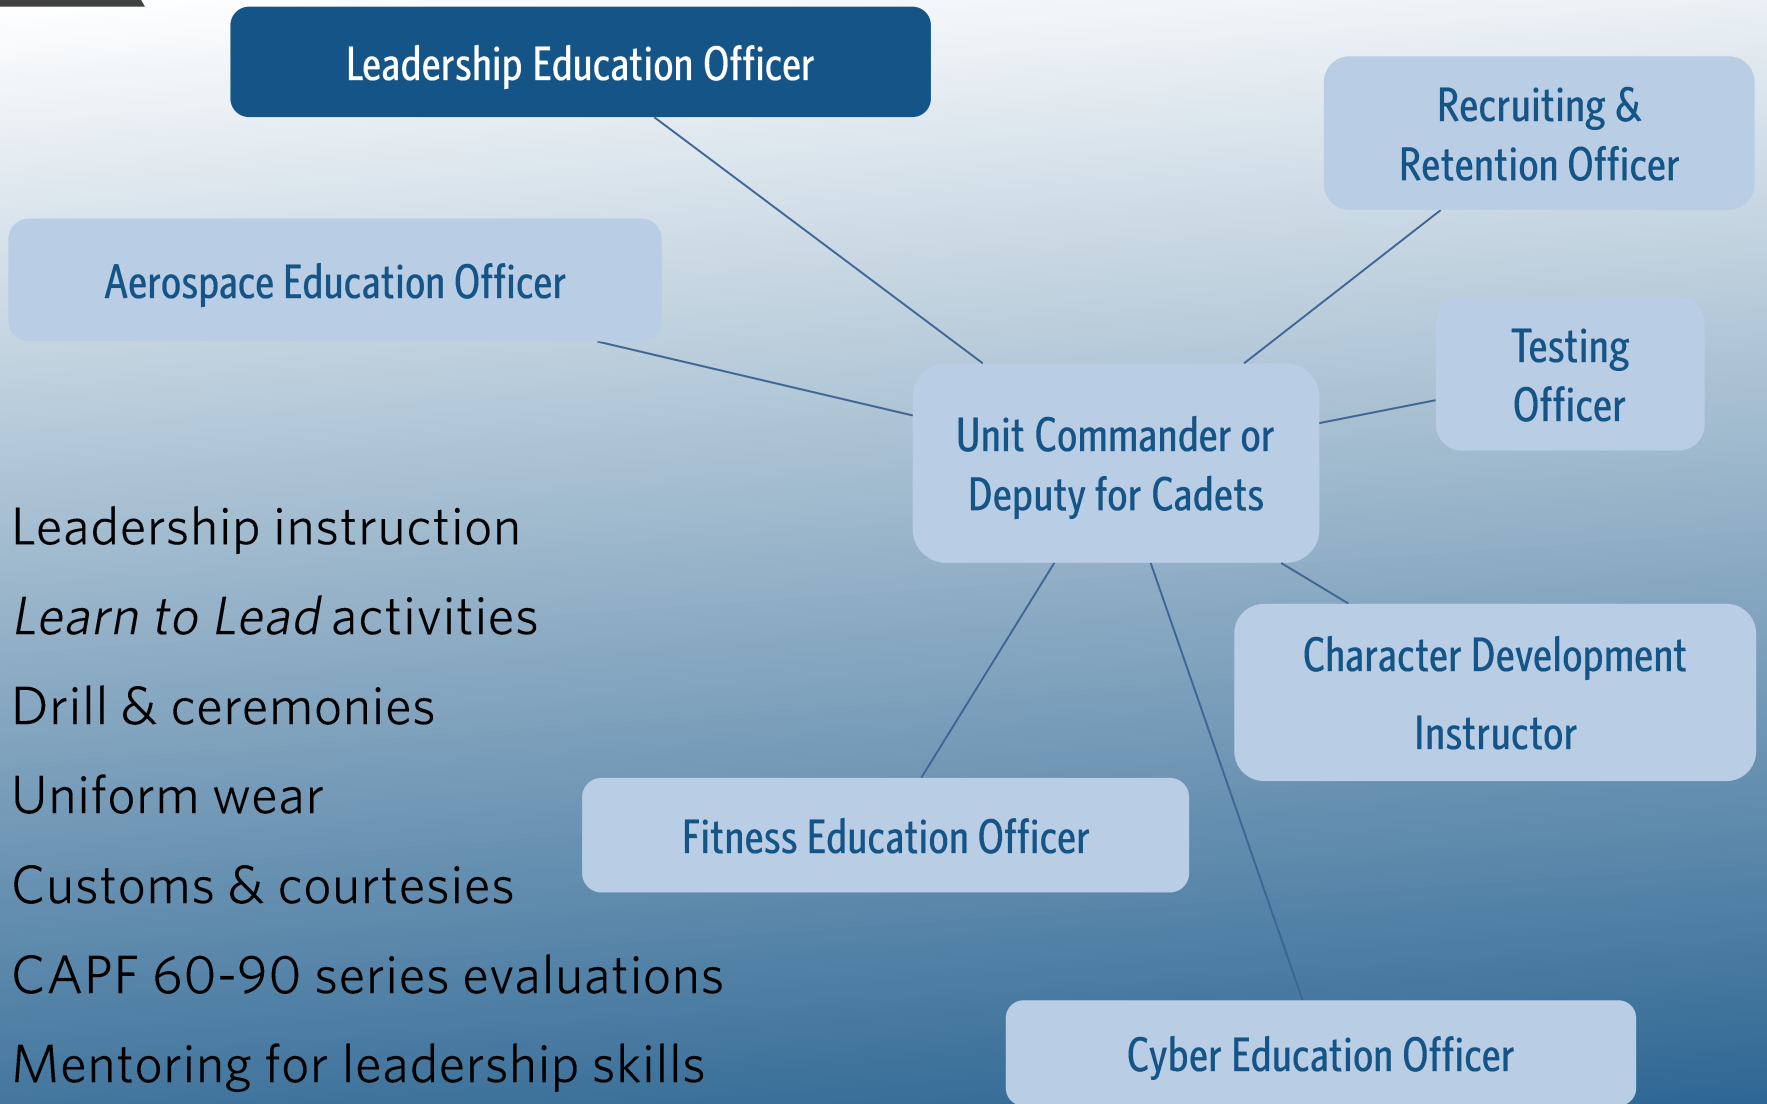 Leadership Education Officer
Recruiting &
Retention Officer
Aerospace Education Officer
Testing
Officer
Unit Commander or
Deputy for Cadets
Leadership instruction
Learn to Lead activities
Drill & ceremonies
Uniform wear
Customs & courtesies
CAPF 60-90 series evaluations
Mentoring for leadership skills
Character Development
Instructor
Fitness Education Officer
Cyber Education Officer